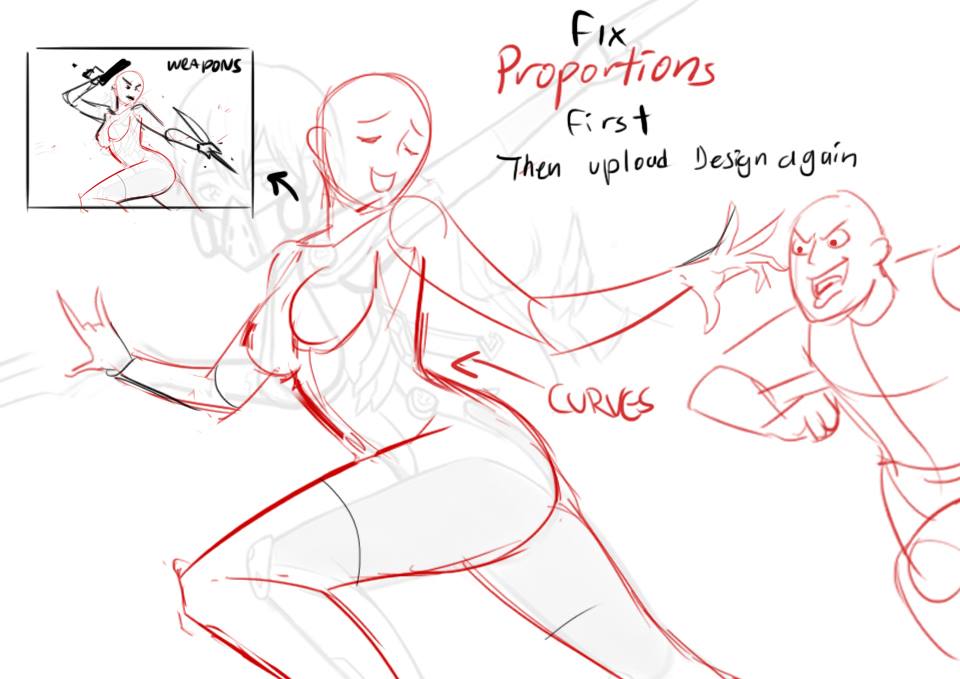 WEAPONS
Fix
Proportions
First
Then upload Design again
CURVES